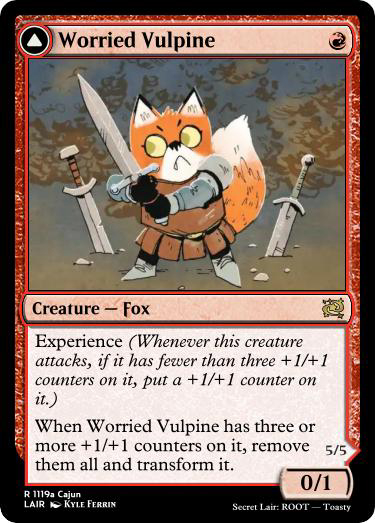 Worried Vulpine
Creature — Fox
Experience (Whenever this creature
attacks, if it has fewer than three +1/+1
counters on it, put a +1/+1 counter on
it.)
When Worried Vulpine has three or
more +1/+1 counters on it, remove
them all and transform it.
5/5
0/1
R 1119a Cajun
LAIR Kyle Ferrin
Secret Lair: ROOT — Toasty